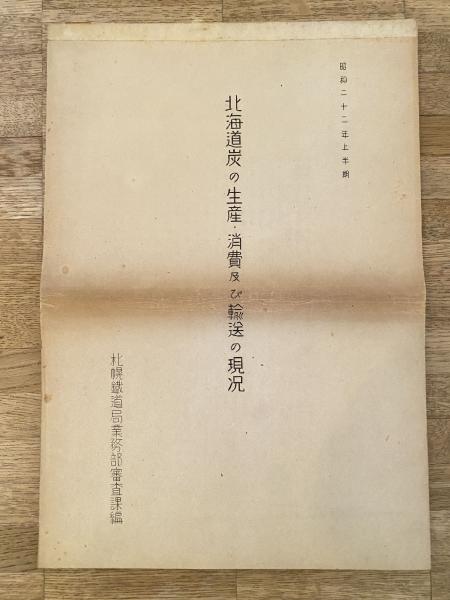 昭和二十二年上半期
北海道炭の生産・消費及び輸送の現況
札幌鐵道局業務部審査課編